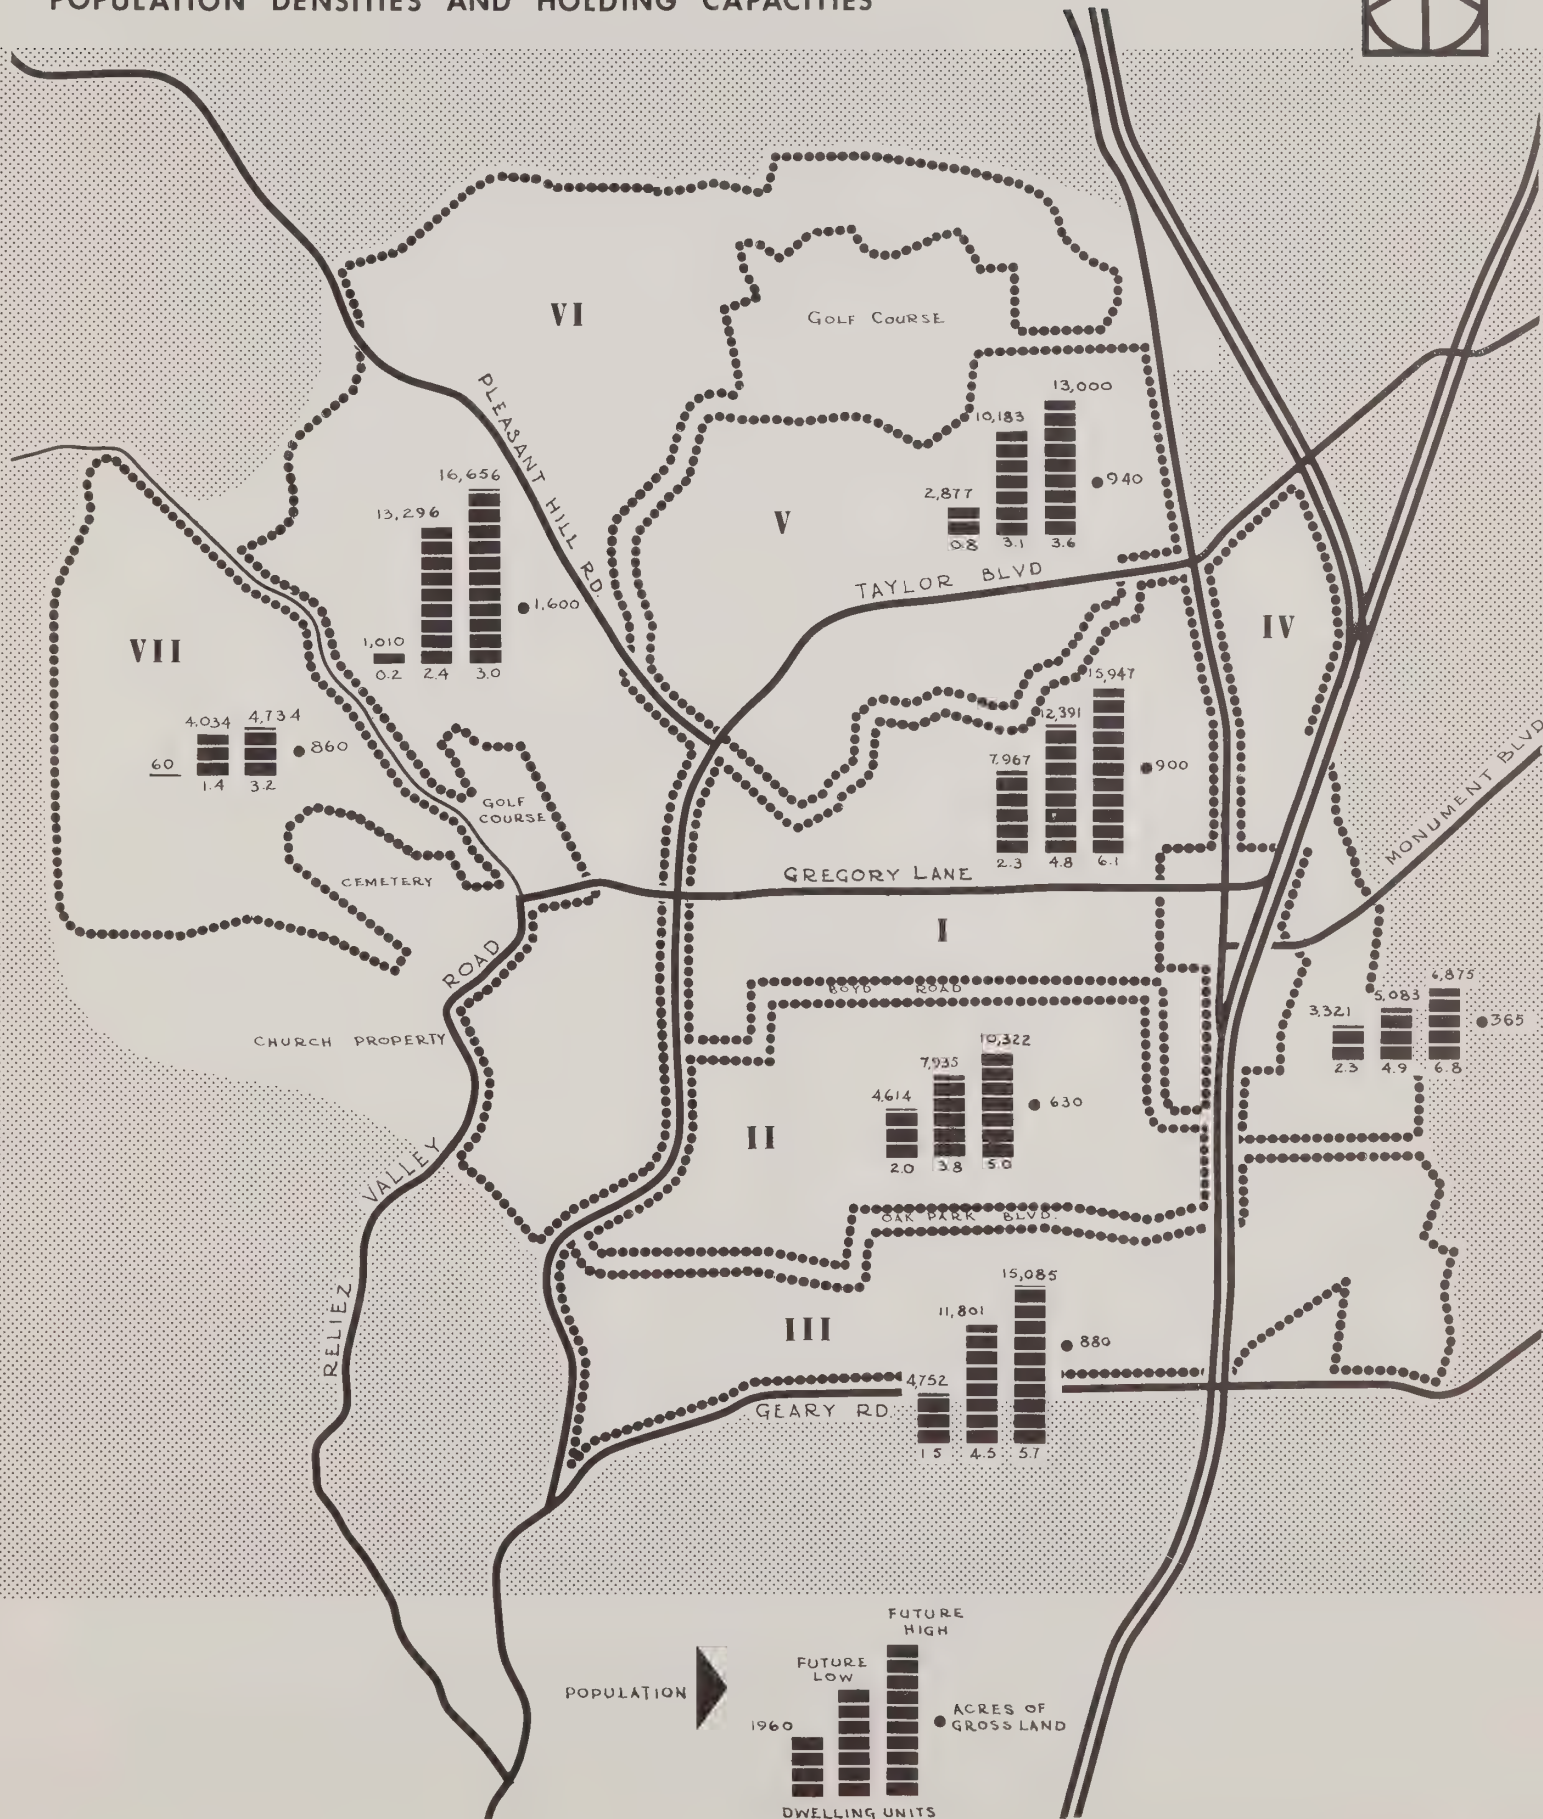 POPULATION DENSITIES AND HOLDING CAPACITIES
VI
GOLF COURSE
PLEASANT HILL RD.
13,000
10,183
2,877
940
0.8 3.1 3.6
V
TAYLOR BLVD
16,656
13,296
1,010
1,600
0.2 2.4 3.0
IV
VII
4,034 4,734
60
860
1.4 3.2
15,947
12,391
7,967
900
2.3 4.8 6.1
MONUMENT BLVD
GOLF
COURSE
CEMETERY
GREGORY LANE
I
BOYD ROAD
RELIEZ VALLEY ROAD
CHURCH PROPERTY
6,875
5,083
3,321
365
2.3 4.9 6.8
10,322
7,935
4,614
630
2.0 3.8 5.0
II
OAK PARK BLVD.
15,085
11,801
4,752
880
1.5 4.5 5.7
III
GEARY RD
FUTURE
HIGH
FUTURE
LOW
POPULATION
1960
ACRES OF
GROSS LAND
DWELLING UNITS